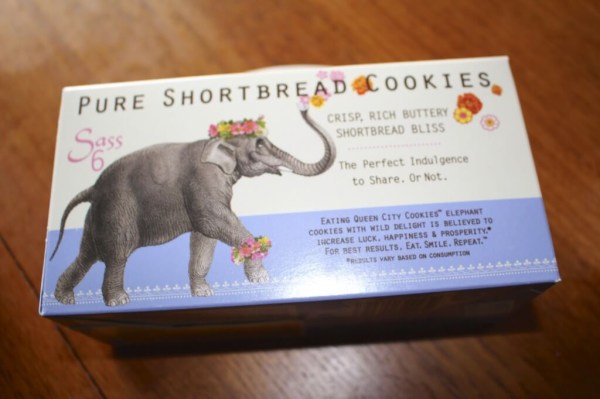 PURE SHORTBREAD COOKIES
Sass
6
CRISP, RICH BUTTERY
SHORTBREAD BLISS
The Perfect Indulgence
to Share. Or Not.
EATING QUEEN CITY COOKIES™ ELEPHANT
COOKIES WITH WILD DELIGHT IS BELIEVED TO
INCREASE LUCK, HAPPINESS & PROSPERITY.*
FOR BEST RESULTS, EAT. SMILE. REPEAT.™
*RESULTS VARY BASED ON CONSUMPTION